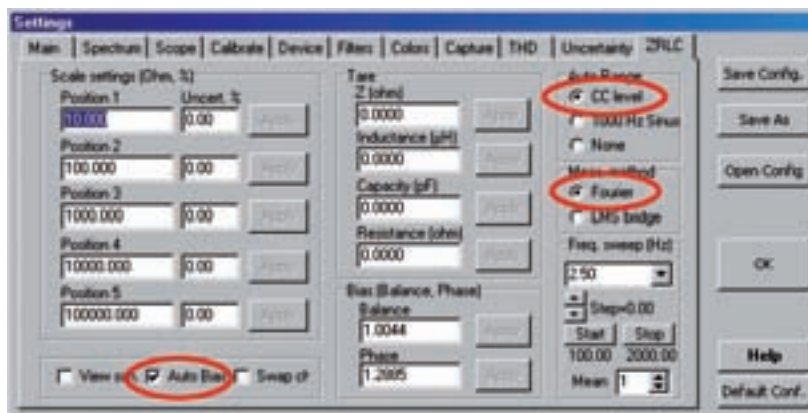 Settings
Main Spectrum Scope Calibrate Device Filters Colors Capture THD Uncertainty ZRLC
Scale settings (Ohm, %)
Position 1 Uncert. %
10.000 0.00 Apply
Position 2
100.000 0.00 Apply
Position 3
1000.000 0.00 Apply
Position 4
10000.000 0.00 Apply
Position 5
100000.000 0.00 Apply
View Auto Bias Swap ch
Tare
Z (ohms)
0.0000 Apply
Inductance (µH)
0.0000 Apply
Capacity (pF)
0.0000 Apply
Resistance (ohm)
0.0000 Apply
Bias (Balance, Phase)
Balance
1.0044 Apply
Phase
1.2885 Apply
Auto Range
CC level
1000 Hz Sinus
None
Meas. method
Fourier
LMS bridge
Freq. sweep (Hz)
2.50
Step=0.00
Start Stop
100.00 2000.00
Mean 1
Save Config.
Save As
Open Config
OK
Help
Default Conf.